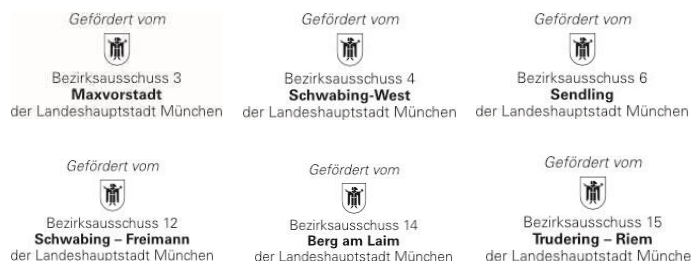 Gefördert vom
Bezirksausschuss 3
Maxvorstadt
der Landeshauptstadt München
Gefördert vom
Bezirksausschuss 4
Schwabing-West
der Landeshauptstadt München
Gefördert vom
Bezirksausschuss 6
Sendling
der Landeshauptstadt München
Gefördert vom
Bezirksausschuss 12
Schwabing – Freimann
der Landeshauptstadt München
Gefördert vom
Bezirksausschuss 14
Berg am Laim
der Landeshauptstadt München
Gefördert vom
Bezirksausschuss 15
Trudering – Riem
der Landeshauptstadt Münche